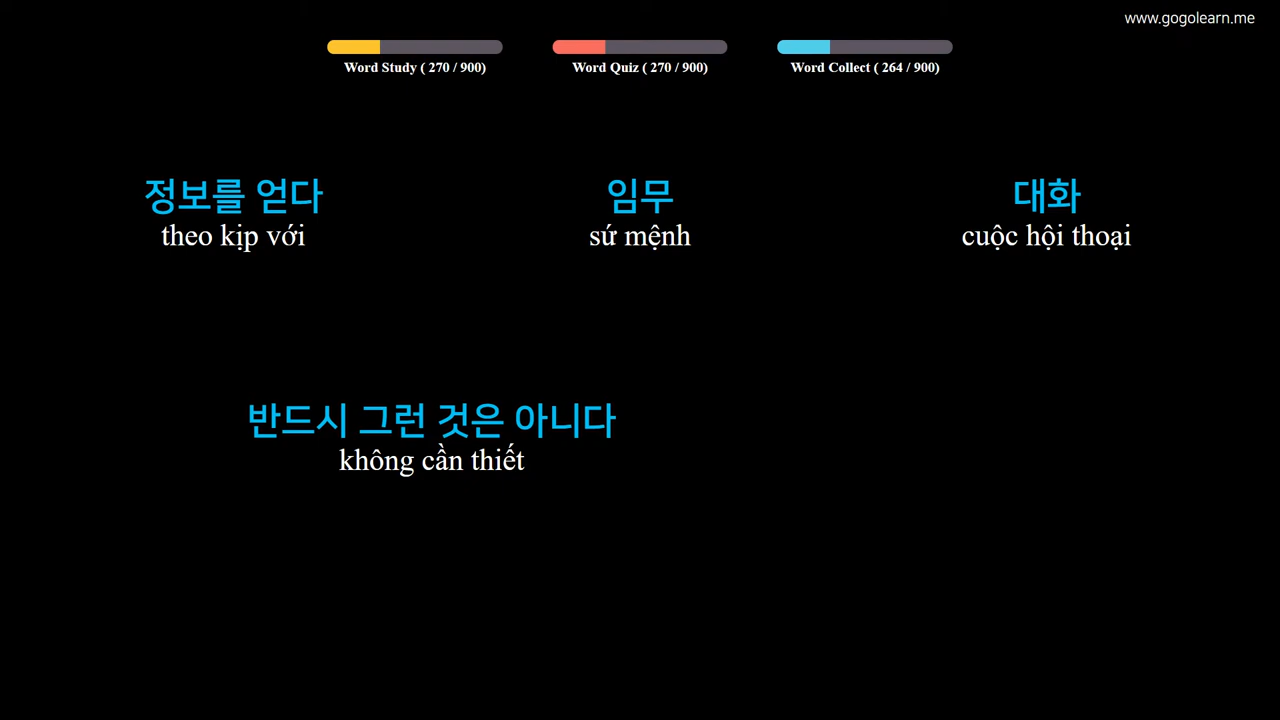 www.gogolearn.me
Word Study ( 270 / 900)
Word Quiz ( 270 / 900)
Word Collect ( 264 / 900)
정보를 얻다
theo kịp với
임무
sứ mệnh
대화
cuộc hội thoại
반드시 그런 것은 아니다
không cần thiết